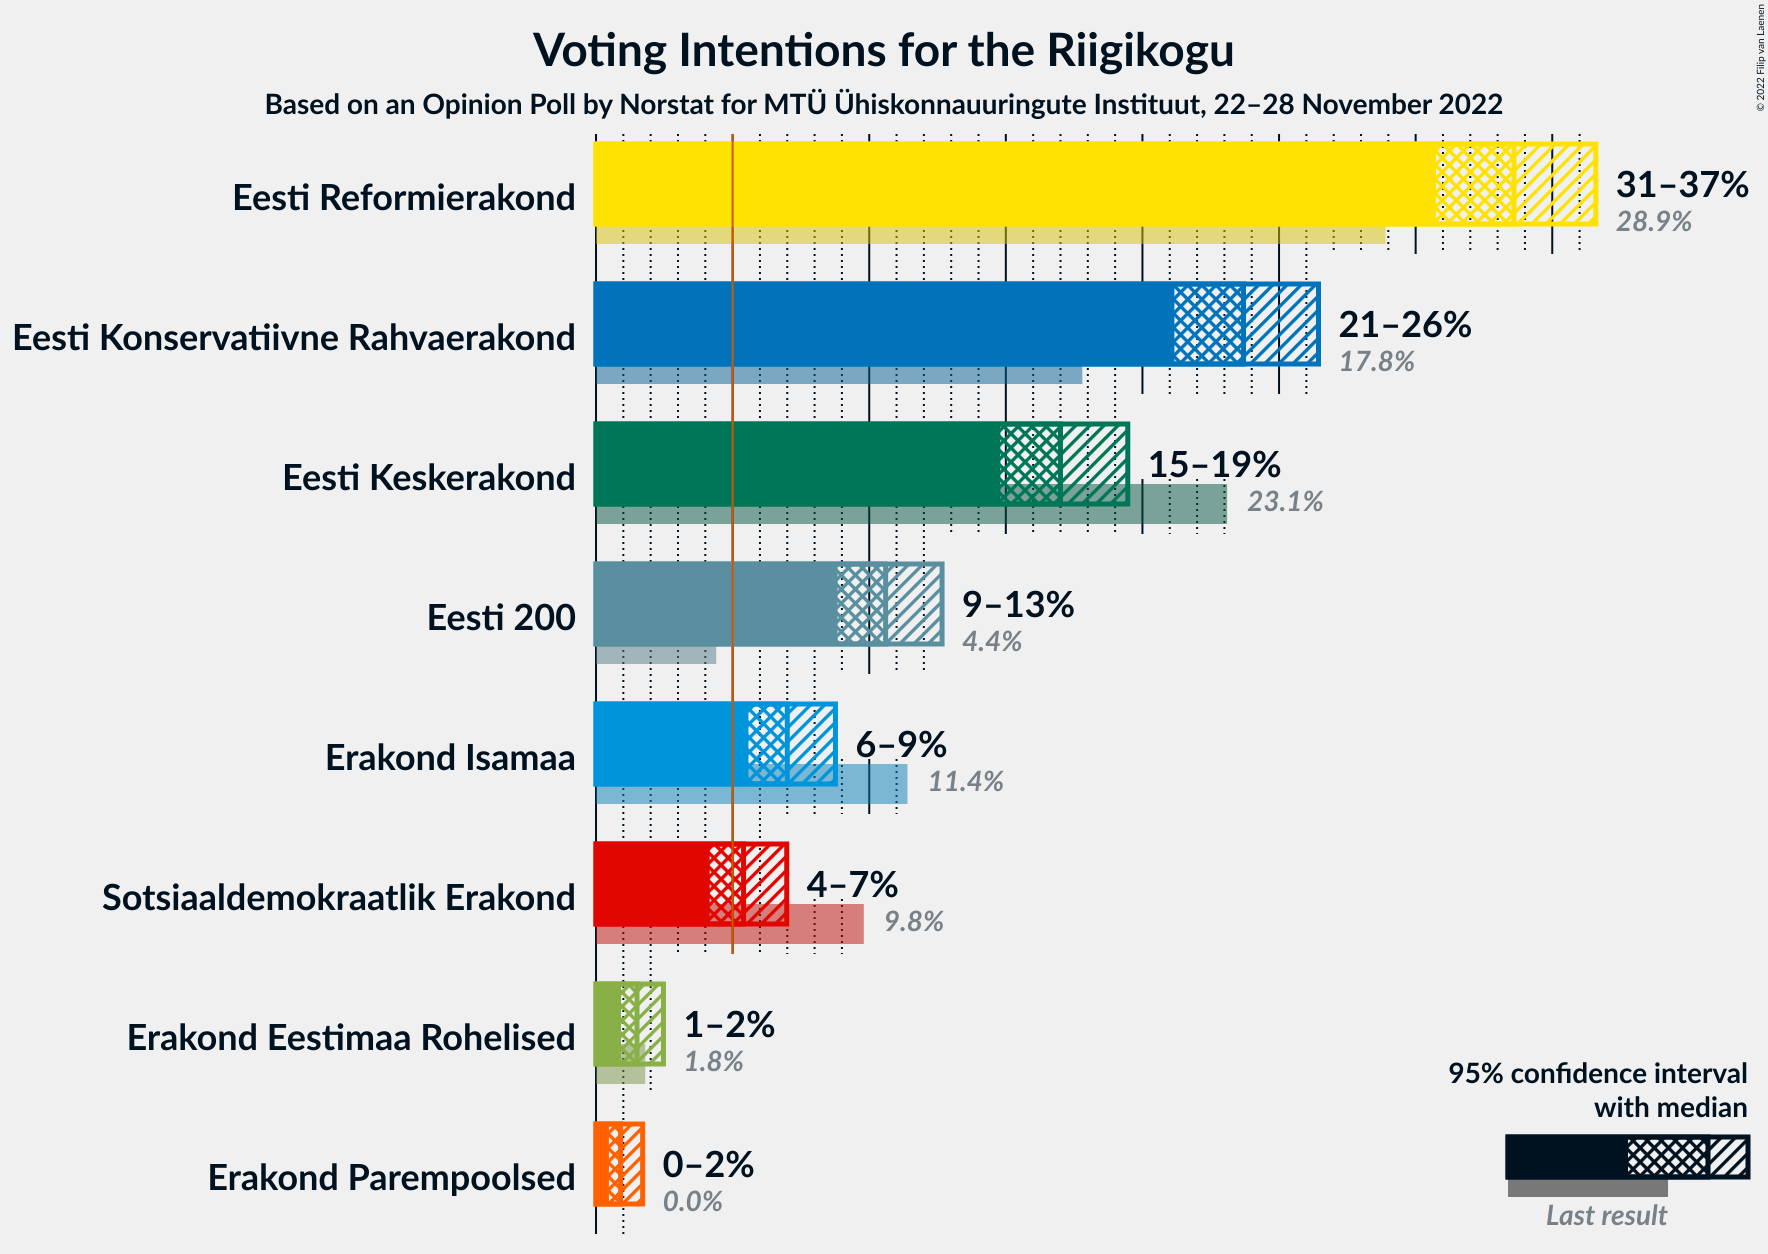 Voting Intentions for the Riigikogu
Based on an Opinion Poll by Norstat for MTÜ Ühiskonnauuringute Instituut, 22–28 November 2022
© 2022 Filip van Laenen
Eesti Reformierakond
31–37%
28.9%
Eesti Konservatiivne Rahvaerakond
21–26%
17.8%
Eesti Keskerakond
15–19%
23.1%
Eesti 200
9–13%
4.4%
Erakond Isamaa
6–9%
11.4%
Sotsiaaldemokraatlik Erakond
4–7%
9.8%
Erakond Eestimaa Rohelised
1–2%
1.8%
Erakond Parempoolsed
0–2%
0.0%
95% confidence interval
with median
Last result